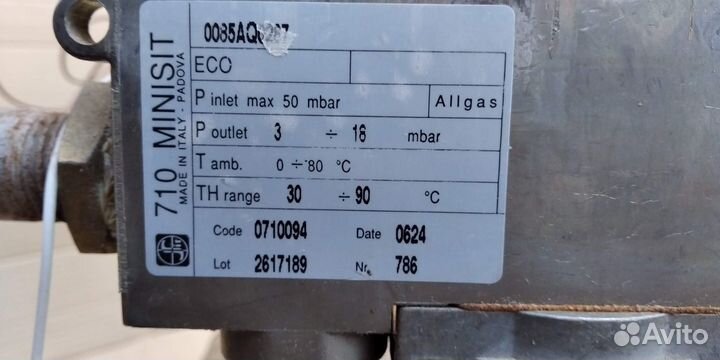 710 MINISIT
MADE IN ITALY - PADOVA
ECO
P inlet max 50 mbar Allgas
P outlet 3 ÷ 16 mbar
T amb. 0 ÷ 80 °C
TH range 30 ÷ 90 °C
Code 0710094 Date 0624
Lot 2617189 Nr. 786
Avito